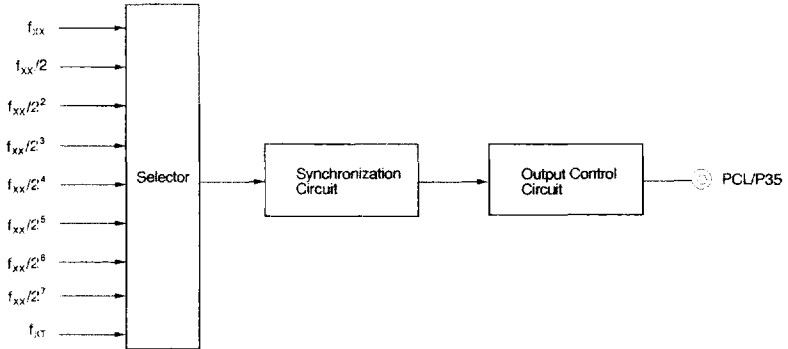 fxx
fxx/2
fxx/2²
fxx/2³
fxx/2⁴
fxx/2⁵
fxx/2⁶
fxx/2⁷
fXT
Selector
Synchronization
Circuit
Output Control
Circuit
PCL/P35